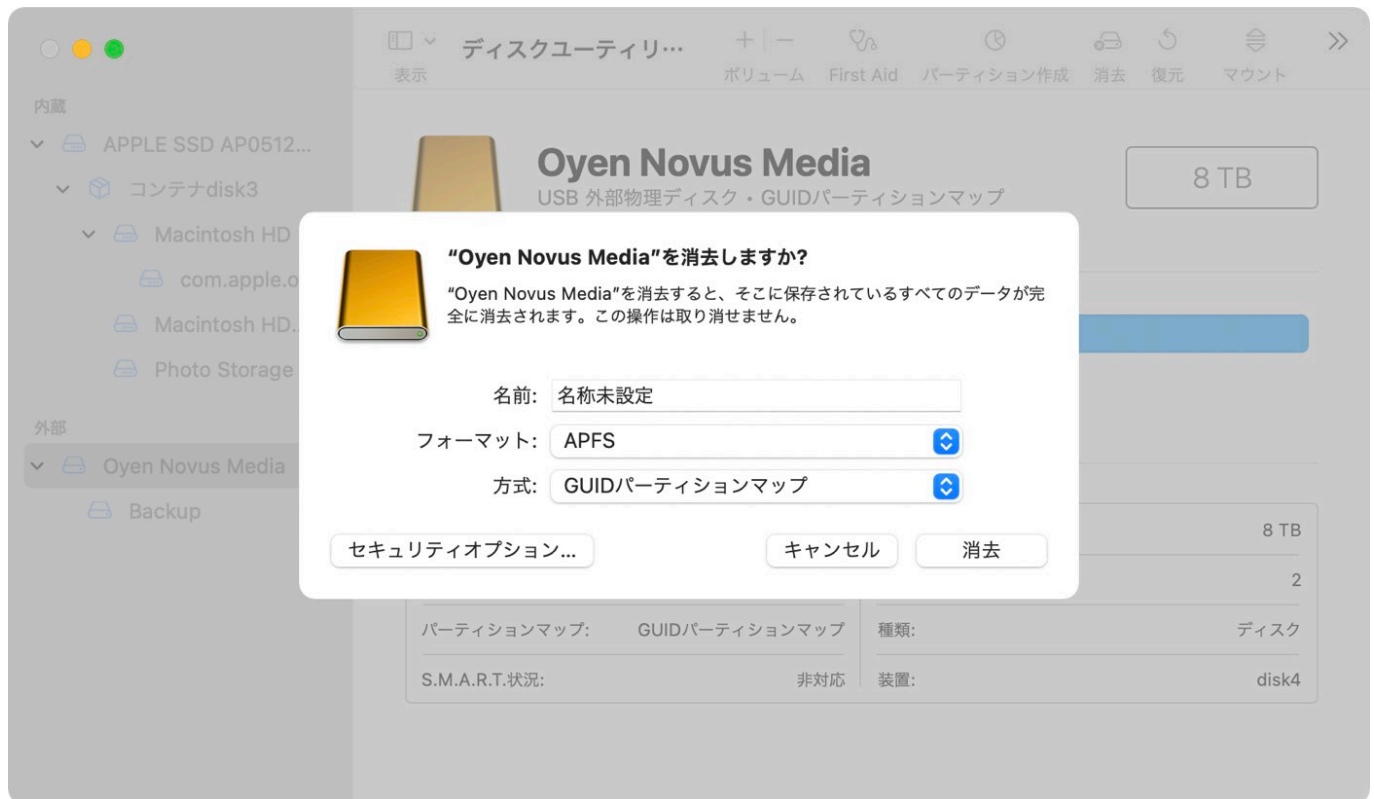 ディスクユーティリ…
表示
ボリューム
First Aid
パーティション作成
消去
復元
マウント
内蔵
APPLE SSD AP0512...
コンテナdisk3
Macintosh HD
com.apple.o
Macintosh HD.
Photo Storage
外部
Oyen Novus Media
Backup
Oyen Novus Media
USB 外部物理ディスク・GUIDパーティションマップ
8 TB
“Oyen Novus Media”を消去しますか?
“Oyen Novus Media”を消去すると、そこに保存されているすべてのデータが完
全に消去されます。この操作は取り消せません。
名前: 名称未設定
フォーマット: APFS
方式: GUIDパーティションマップ
セキュリティオプション...
キャンセル
消去
8 TB
2
パーティションマップ: GUIDパーティションマップ
種類: ディスク
S.M.A.R.T.状況: 非対応
装置: disk4